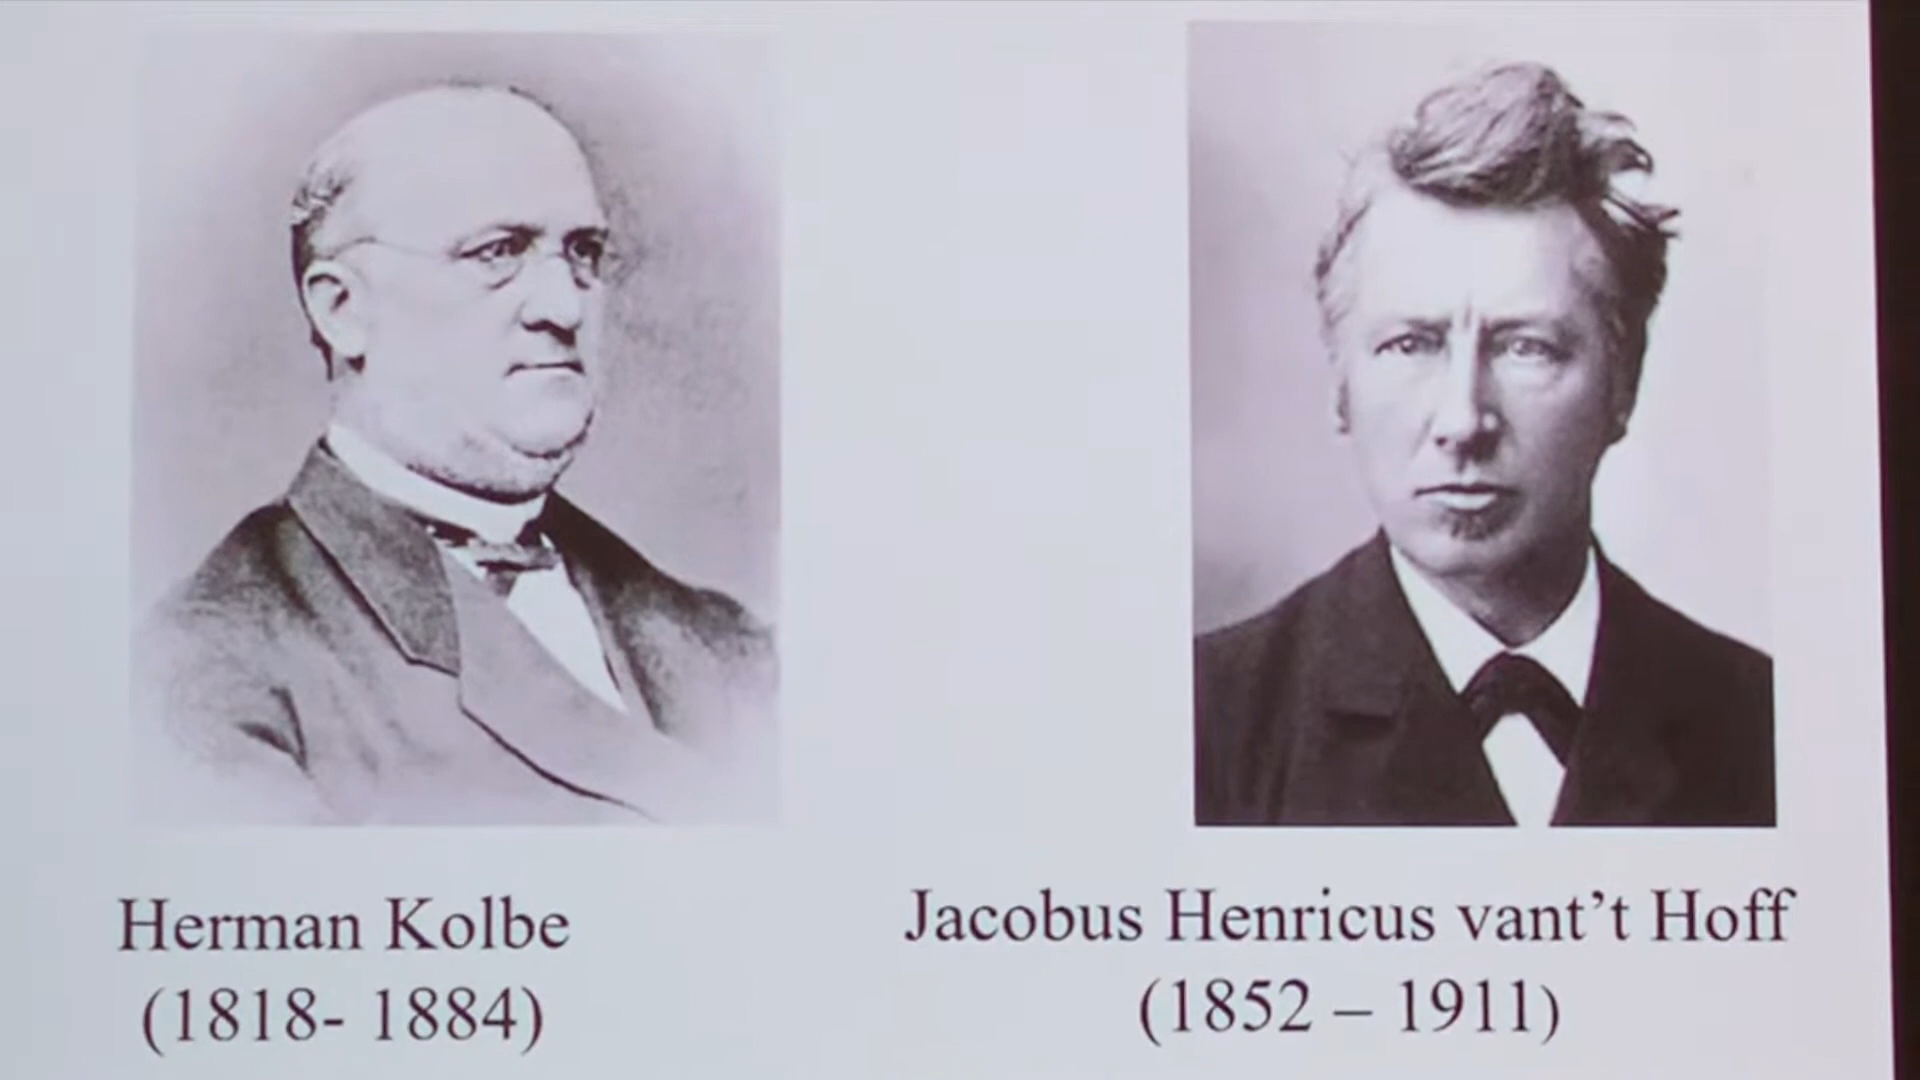 Herman Kolbe
(1818- 1884)
Jacobus Henricus vant’t Hoff
(1852 – 1911)